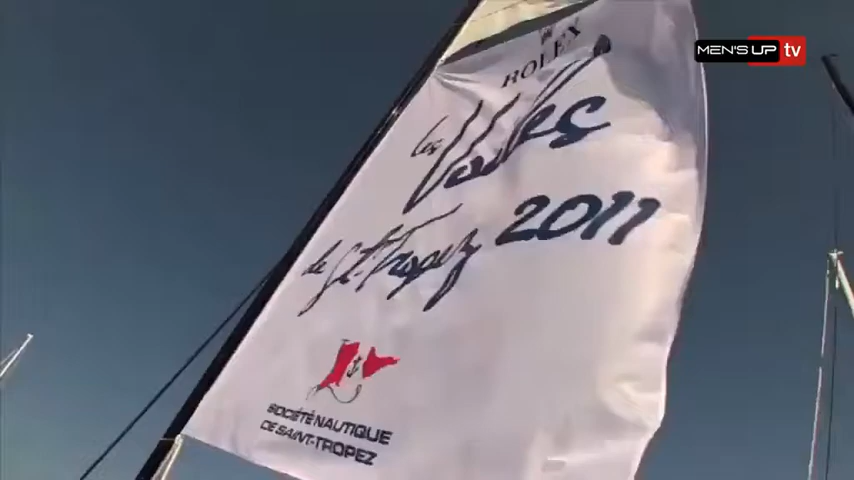 MEN'S UP tv
ROLEX
les Voiles
de St. Tropez 2011
SOCIÉTÉ NAUTIQUE
DE SAINT-TROPEZ